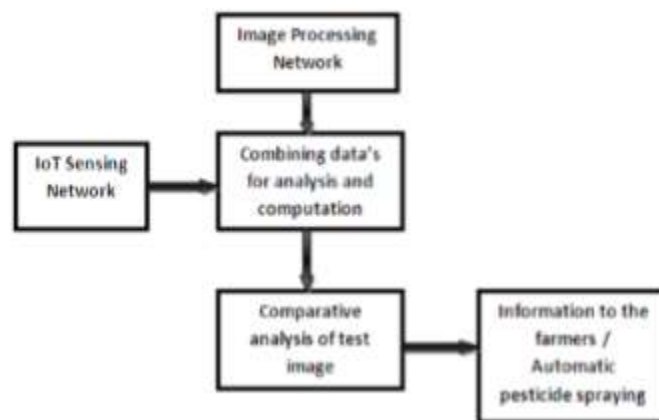 Image Processing
Network
IoT Sensing
Network
Combining data's
for analysis and
computation
Comparative
analysis of test
image
Information to the
farmers /
Automatic
pesticide spraying